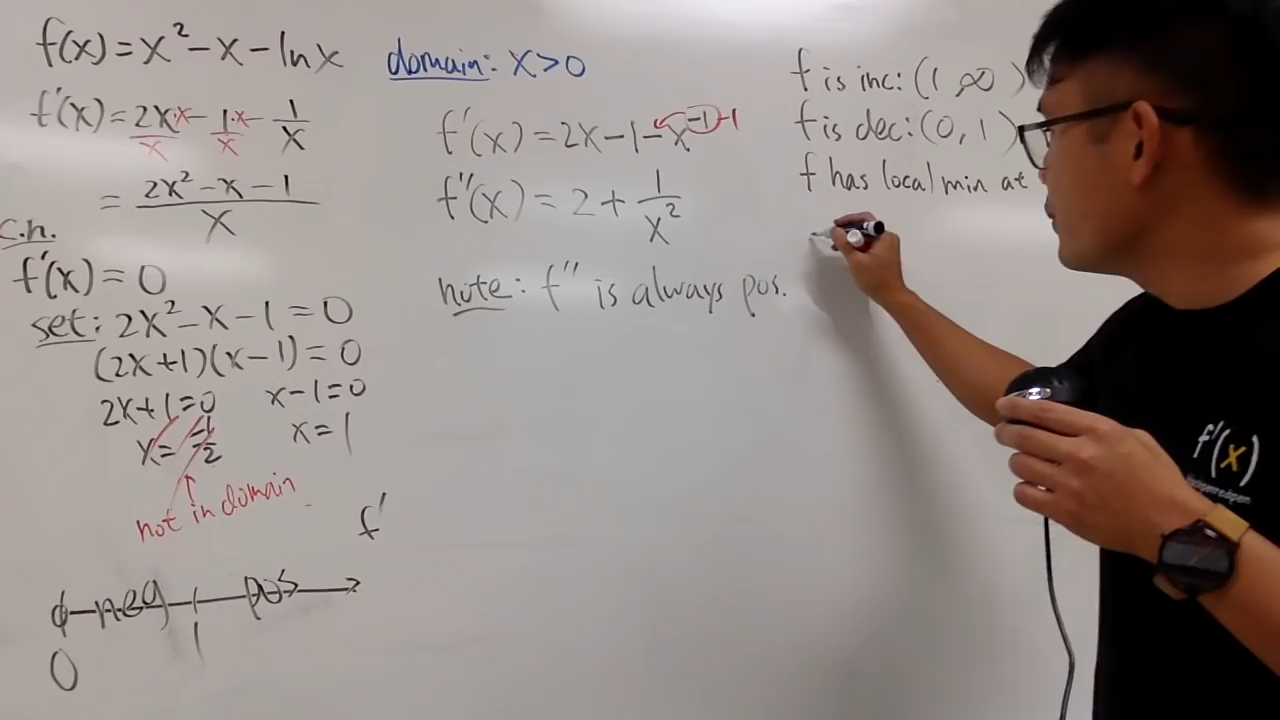 f(x) = x² - x - ln x
f'(x) = 2x·x/x - 1·x/x - 1/x
= (2x² - x - 1)/x
c.n.
f'(x) = 0
set: 2x² - x - 1 = 0
(2x+1)(x-1) = 0
2x+1=0 x-1=0
x = -1/2 x = 1
not in domain
f'
neg pos
0 1
domain: x>0
f'(x) = 2x - 1 - x⁻¹ -1
f''(x) = 2 + 1/x²
note: f'' is always pos.
f is inc: (1, ∞)
f is dec: (0, 1)
f has local min at
f'(x)